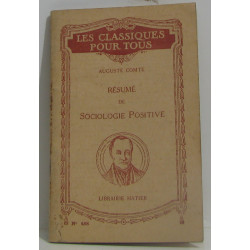 LES CLASSIQUES
POUR TOUS
AUGUSTE COMTE
RÉSUMÉ
DE
SOCIOLOGIE POSITIVE
LIBRAIRIE HATIER